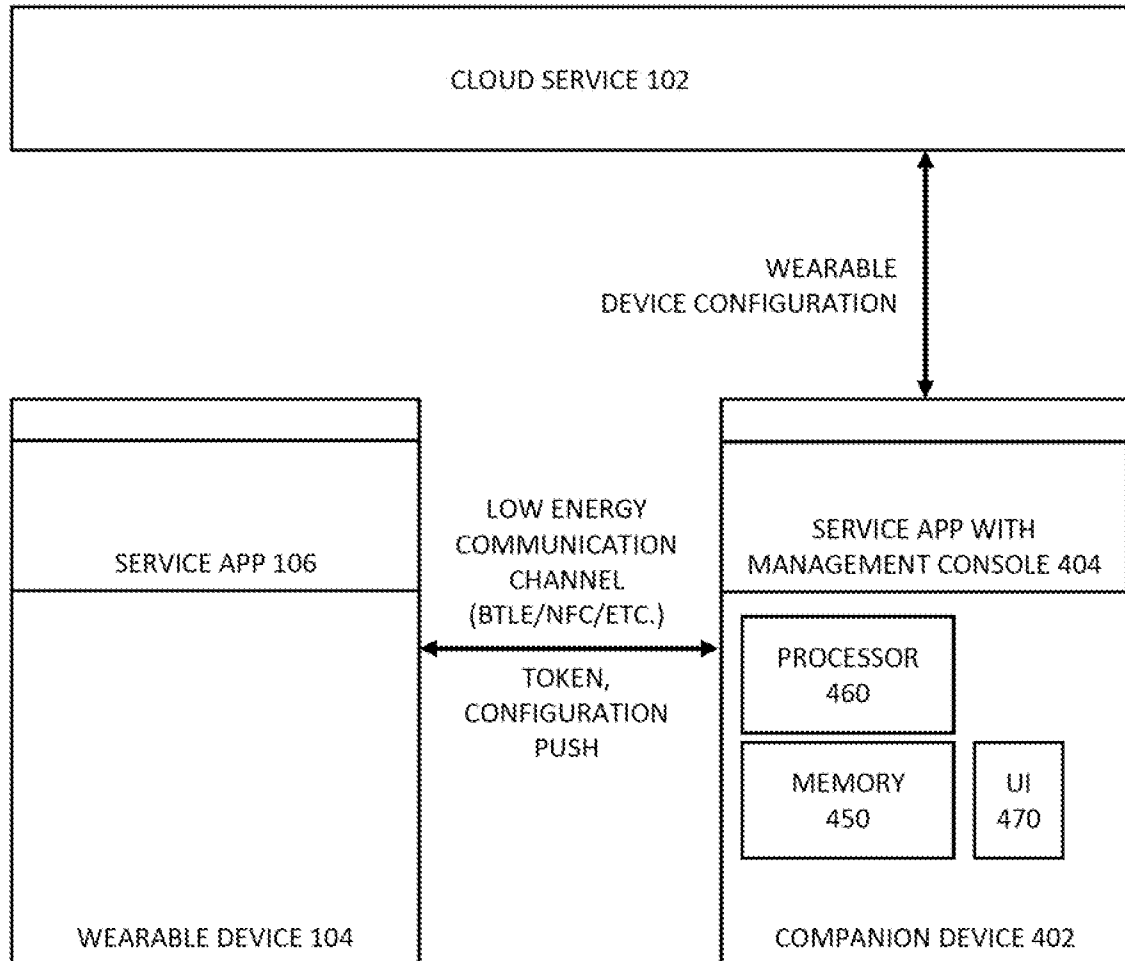 CLOUD SERVICE 102
WEARABLE
DEVICE CONFIGURATION
SERVICE APP 106
LOW ENERGY
COMMUNICATION
CHANNEL
(BTLE/NFC/ETC.)
TOKEN,
CONFIGURATION
PUSH
SERVICE APP WITH
MANAGEMENT CONSOLE 404
PROCESSOR
460
MEMORY
450
UI
470
WEARABLE DEVICE 104
COMPANION DEVICE 402